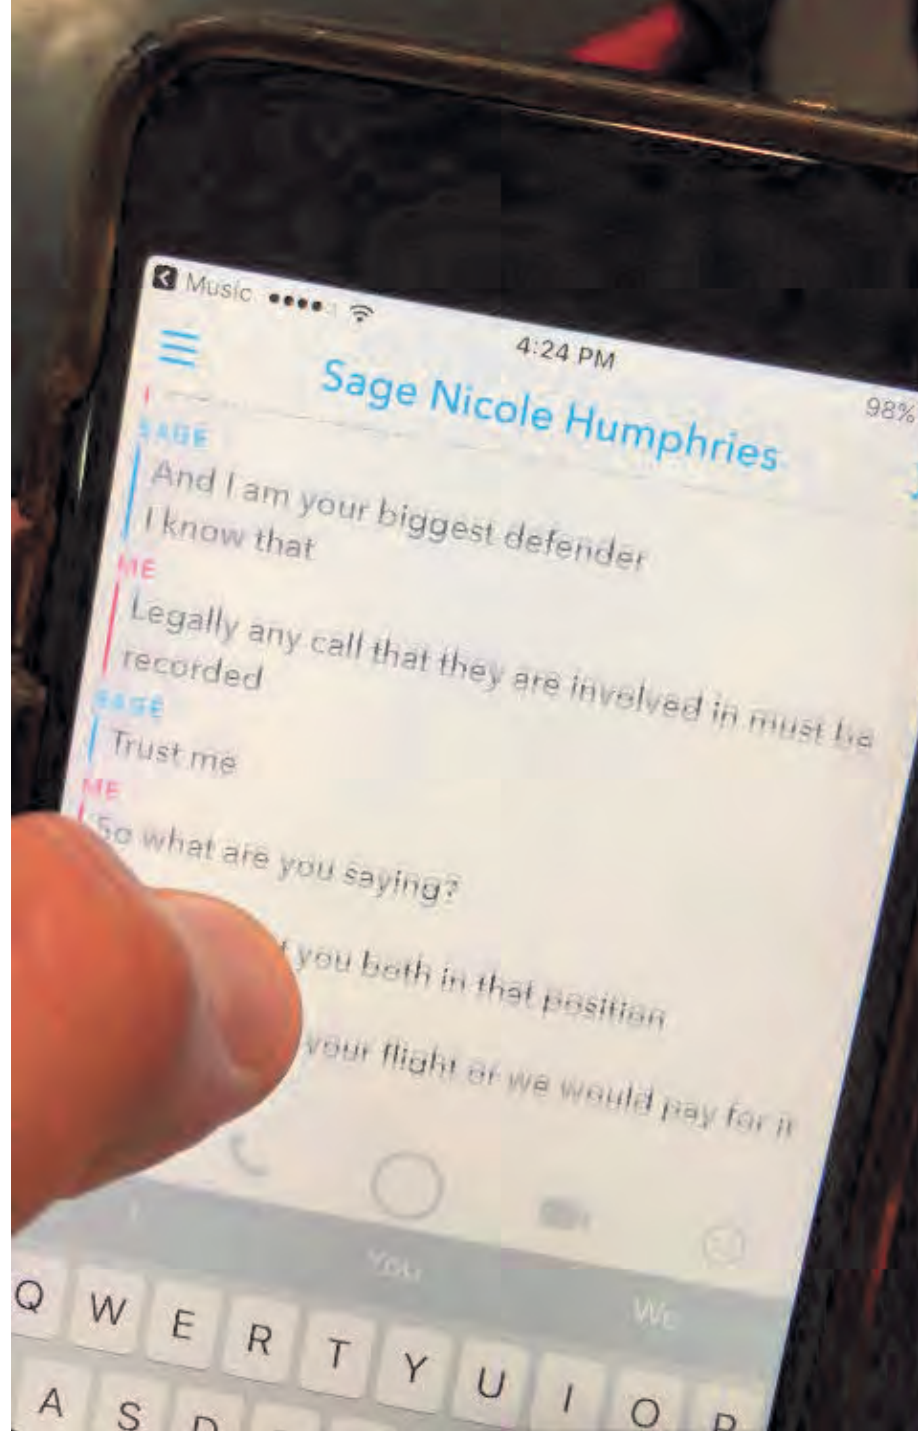 Music
4:24 PM
98%
Sage Nicole Humphries
SAGE
And I am your biggest defender
I know that
ME
Legally any call that they are involved in must be
recorded
SAGE
Trust me
ME
So what are you saying?
you both in that position
your flight or we would pay for it
I You We
Q W E R T Y U I O P
A S D